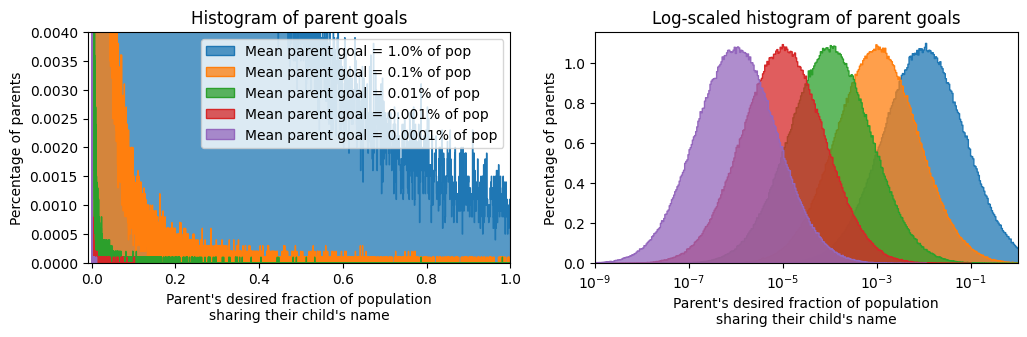 Histogram of parent goals
Percentage of parents
0.0040
0.0035
0.0030
0.0025
0.0020
0.0015
0.0010
0.0005
0.0000
Mean parent goal = 1.0% of pop
Mean parent goal = 0.1% of pop
Mean parent goal = 0.01% of pop
Mean parent goal = 0.001% of pop
Mean parent goal = 0.0001% of pop
0.0 0.2 0.4 0.6 0.8 1.0
Parent's desired fraction of population
sharing their child's name
Log-scaled histogram of parent goals
Percentage of parents
1.0
0.8
0.6
0.4
0.2
0.0
10⁻⁹ 10⁻⁷ 10⁻⁵ 10⁻³ 10⁻¹
Parent's desired fraction of population
sharing their child's name